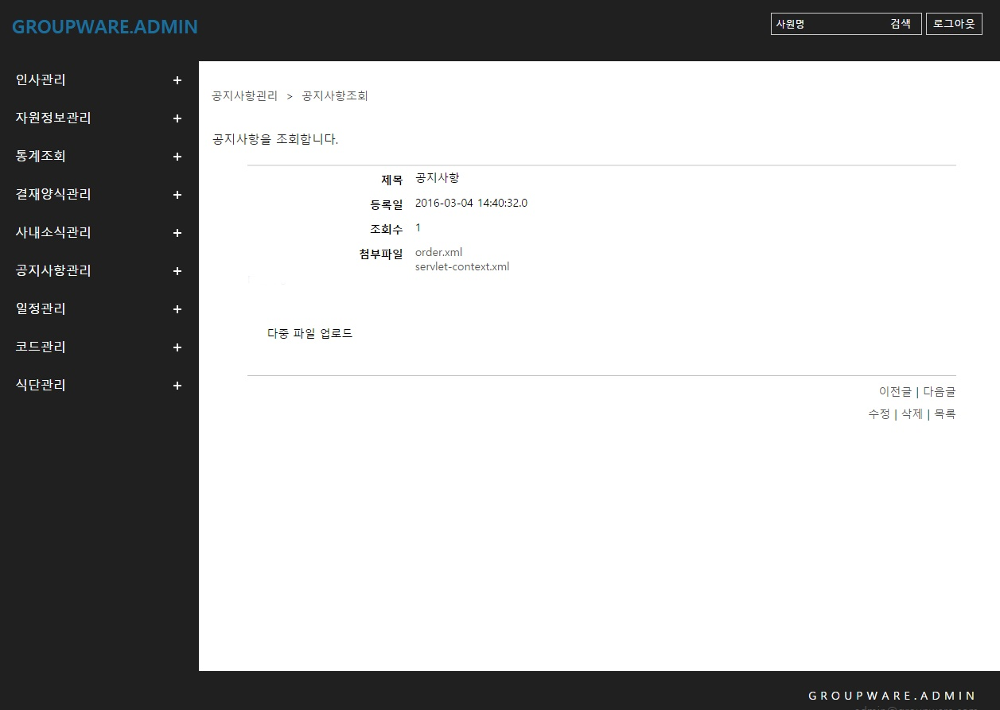 GROUPWARE.ADMIN
사원명 검색 로그아웃
인사관리 +
자원정보관리 +
통계조회 +
결재양식관리 +
사내소식관리 +
공지사항관리 +
일정관리 +
코드관리 +
식단관리 +
공지사항관리 > 공지사항조회
공지사항을 조회합니다.
제목 공지사항
등록일 2016-03-04 14:40:32.0
조회수 1
첨부파일 order.xml
servlet-context.xml
다중 파일 업로드
이전글 | 다음글
수정 | 삭제 | 목록
GROUPWARE.ADMIN